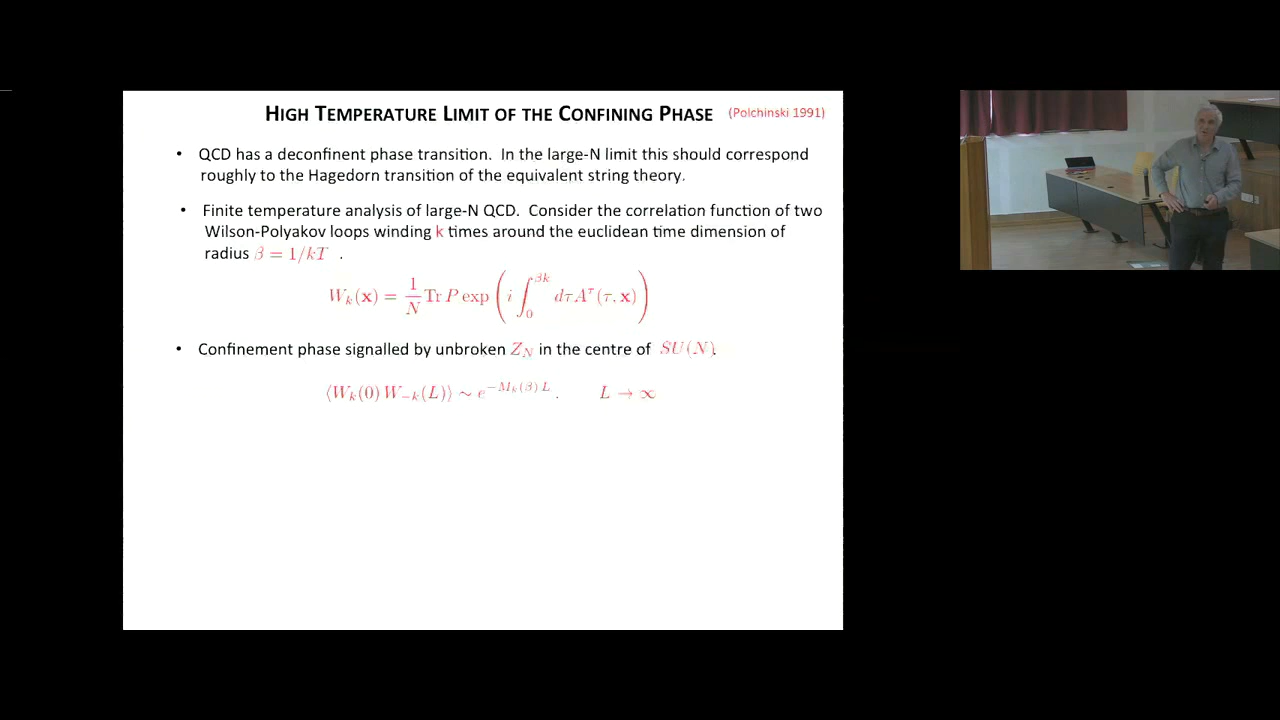 HIGH TEMPERATURE LIMIT OF THE CONFINING PHASE (Polchinski 1991)
• QCD has a deconfinent phase transition. In the large-N limit this should correspond
roughly to the Hagedorn transition of the equivalent string theory.
• Finite temperature analysis of large-N QCD. Consider the correlation function of two
Wilson-Polyakov loops winding k times around the euclidean time dimension of
radius β = 1/kT .
W_k(x) = 1/N Tr P exp ( i ∫_0^{βk} dτ A^τ(τ, x) )
• Confinement phase signalled by unbroken Z_N in the centre of SU(N).
⟨W_k(0) W_{−k}(L)⟩ ∼ e^{−M_k(β) L} . L → ∞